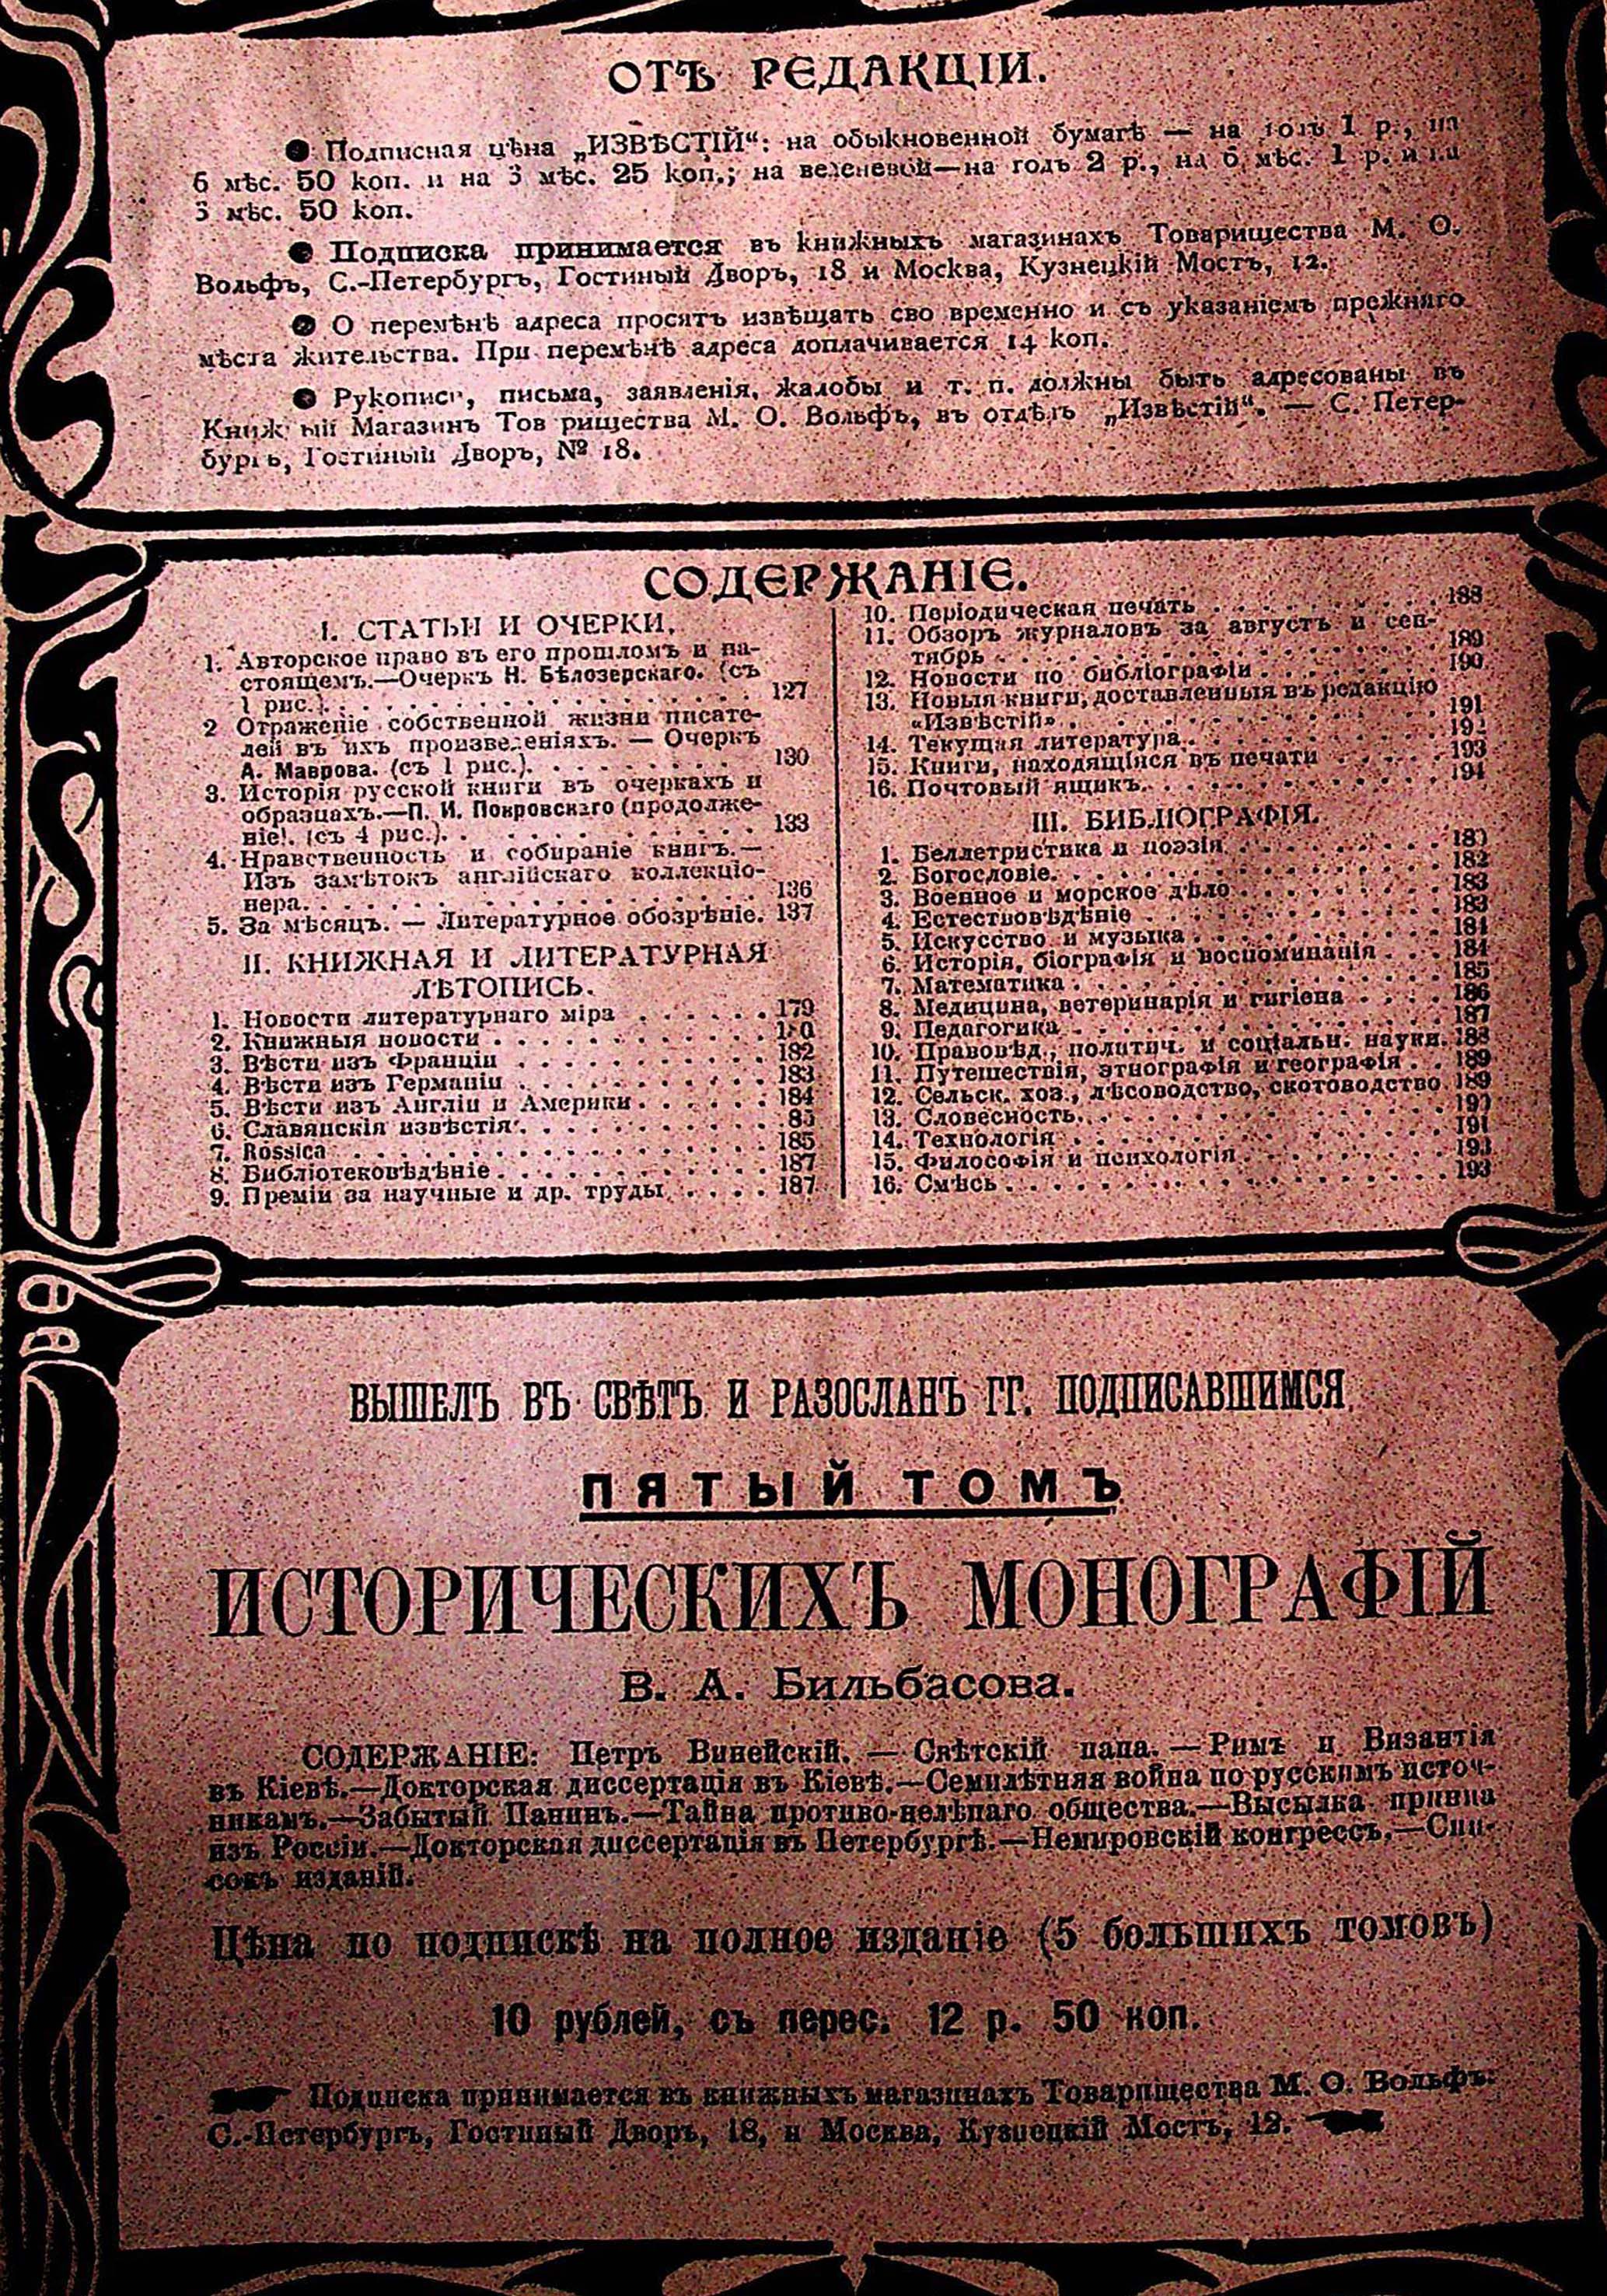 ОТЪ РЕДАКЦІИ.
Подписная цѣна „ИЗВѢСТІЙ“: на обыкновенной бумагѣ — на годъ 1 р., на
6 мѣс. 50 коп. и на 3 мѣс. 25 коп.; на веленевой—на годъ 2 р., на 6 мѣс. 1 р. и на
3 мѣс. 50 коп.
Подписка принимается въ книжныхъ магазинахъ Товарищества М. О.
Вольфъ, С.-Петербургъ, Гостиный Дворъ, 18 и Москва, Кузнецкій Мостъ, 12.
О перемѣнѣ адреса просятъ извѣщать сво временно и съ указаніемъ прежняго
мѣста жительства. При перемѣнѣ адреса доплачивается 14 коп.
Рукописи, письма, заявленія, жалобы и т. п. должны быть адресованы въ
Книжный Магазинъ Тов рищества М. О. Вольфъ, въ отдѣлъ „Извѣстій“. — С. Петер-
бургъ, Гостиный Дворъ, № 18.
СОДЕРЖАНІЕ.
I. СТАТЬИ И ОЧЕРКИ.
1. Авторское право въ его прошломъ и на-
стоящемъ.—Очеркъ Н. Бѣлозерскаго. (съ
1 рис.). . . . . . . . . . . . . . 127
2 Отраженіе собственной жизни писате-
лей въ ихъ произведеніяхъ. — Очеркъ
А. Маврова. (съ 1 рис.). . . . . . . . . 130
3. Исторія русской книги въ очеркахъ и
образцахъ.—П. И. Покровскаго (продолже-
ніе). (съ 4 рис.). . . . . . . . . . . 133
4. Нравственность и собираніе книгъ.—
Изъ замѣтокъ англійскаго коллекціо-
нера. . . . . . . . . . . . . . . 136
5. За мѣсяцъ. — Литературное обозрѣніе. 137
II. КНИЖНАЯ И ЛИТЕРАТУРНАЯ
ЛѢТОПИСЬ.
1. Новости литературнаго міра . . . . . . 179
2. Книжныя новости . . . . . . . . . . 180
3. Вѣсти изъ Франціи . . . . . . . . . 182
4. Вѣсти изъ Германіи . . . . . . . . . 183
5. Вѣсти изъ Англіи и Америки . . . . . . 184
6. Славянскія извѣстія . . . . . . . . . 85
7. Rossica . . . . . . . . . . . . . 185
8. Библіотековѣдѣніе . . . . . . . . . . 187
9. Преміи за научные и др. труды. . . . . 187
10. Періодическая печать . . . . . . . . 188
11. Обзоръ журналовъ за августъ и сен-
тябрь . . . . . . . . . . . . . . 189
12. Новости по библіографіи . . . . . . . 190
13. Новыя книги, доставленныя въ редакцію
«Извѣстій» . . . . . . . . . . . . 191
14. Текущая литература. . . . . . . . . . 192
15. Книги, находящіяся въ печати . . . . . 193
16. Почтовый ящикъ. . . . . . . . . . . 194
III. БИБЛІОГРАФІЯ.
1. Беллетристика и поэзія. . . . . . . . . 180
2. Богословіе. . . . . . . . . . . . . 182
3. Военное и морское дѣло . . . . . . . 183
4. Естествовѣдѣніе . . . . . . . . . . 183
5. Искусство и музыка . . . . . . . . . 184
6. Исторія, біографія и воспоминанія . . . 184
7. Математика . . . . . . . . . . . . 185
8. Медицина, ветеринарія и гигіена . . . . 186
9. Педагогика . . . . . . . . . . . . 187
10. Правовѣд., политич. и соціальн. науки. 188
11. Путешествія, этнографія и географія . . 189
12. Сельск. хоз., лѣсоводство, скотоводство 189
13. Словесность. . . . . . . . . . . . 190
14. Технологія . . . . . . . . . . . . 191
15. Философія и психологія. . . . . . . . 193
16. Смѣсь . . . . . . . . . . . . . . 193
ВЫШЕЛЪ ВЪ СВѢТЪ И РАЗОСЛАНЪ ГГ. ПОДПИСАВШИМСЯ
ПЯТЫЙ ТОМЪ
ИСТОРИЧЕСКИХЪ МОНОГРАФІЙ
В. А. Бильбасова.
СОДЕРЖАНІЕ: Петръ Винейскій. — Свѣтскій папа. — Римъ и Византія
въ Кіевѣ.—Докторская диссертація въ Кіевѣ.—Семилѣтняя война по русскимъ источ-
никамъ.—Забытый Панинъ.—Тайна противо-нелѣпаго общества.—Высылка принца
изъ Россіи.—Докторская диссертація въ Петербургѣ.—Немировскій конгрессъ.—Спи-
сокъ изданій.
Цѣна по подпискѣ на полное изданіе (5 большихъ томовъ)
10 рублей, съ перес. 12 р. 50 коп.
Подписка принимается въ книжныхъ магазинахъ Товарищества М. О. Вольфъ:
С.-Петербургъ, Гостиный Дворъ, 18, и Москва, Кузнецкій Мостъ, 12.